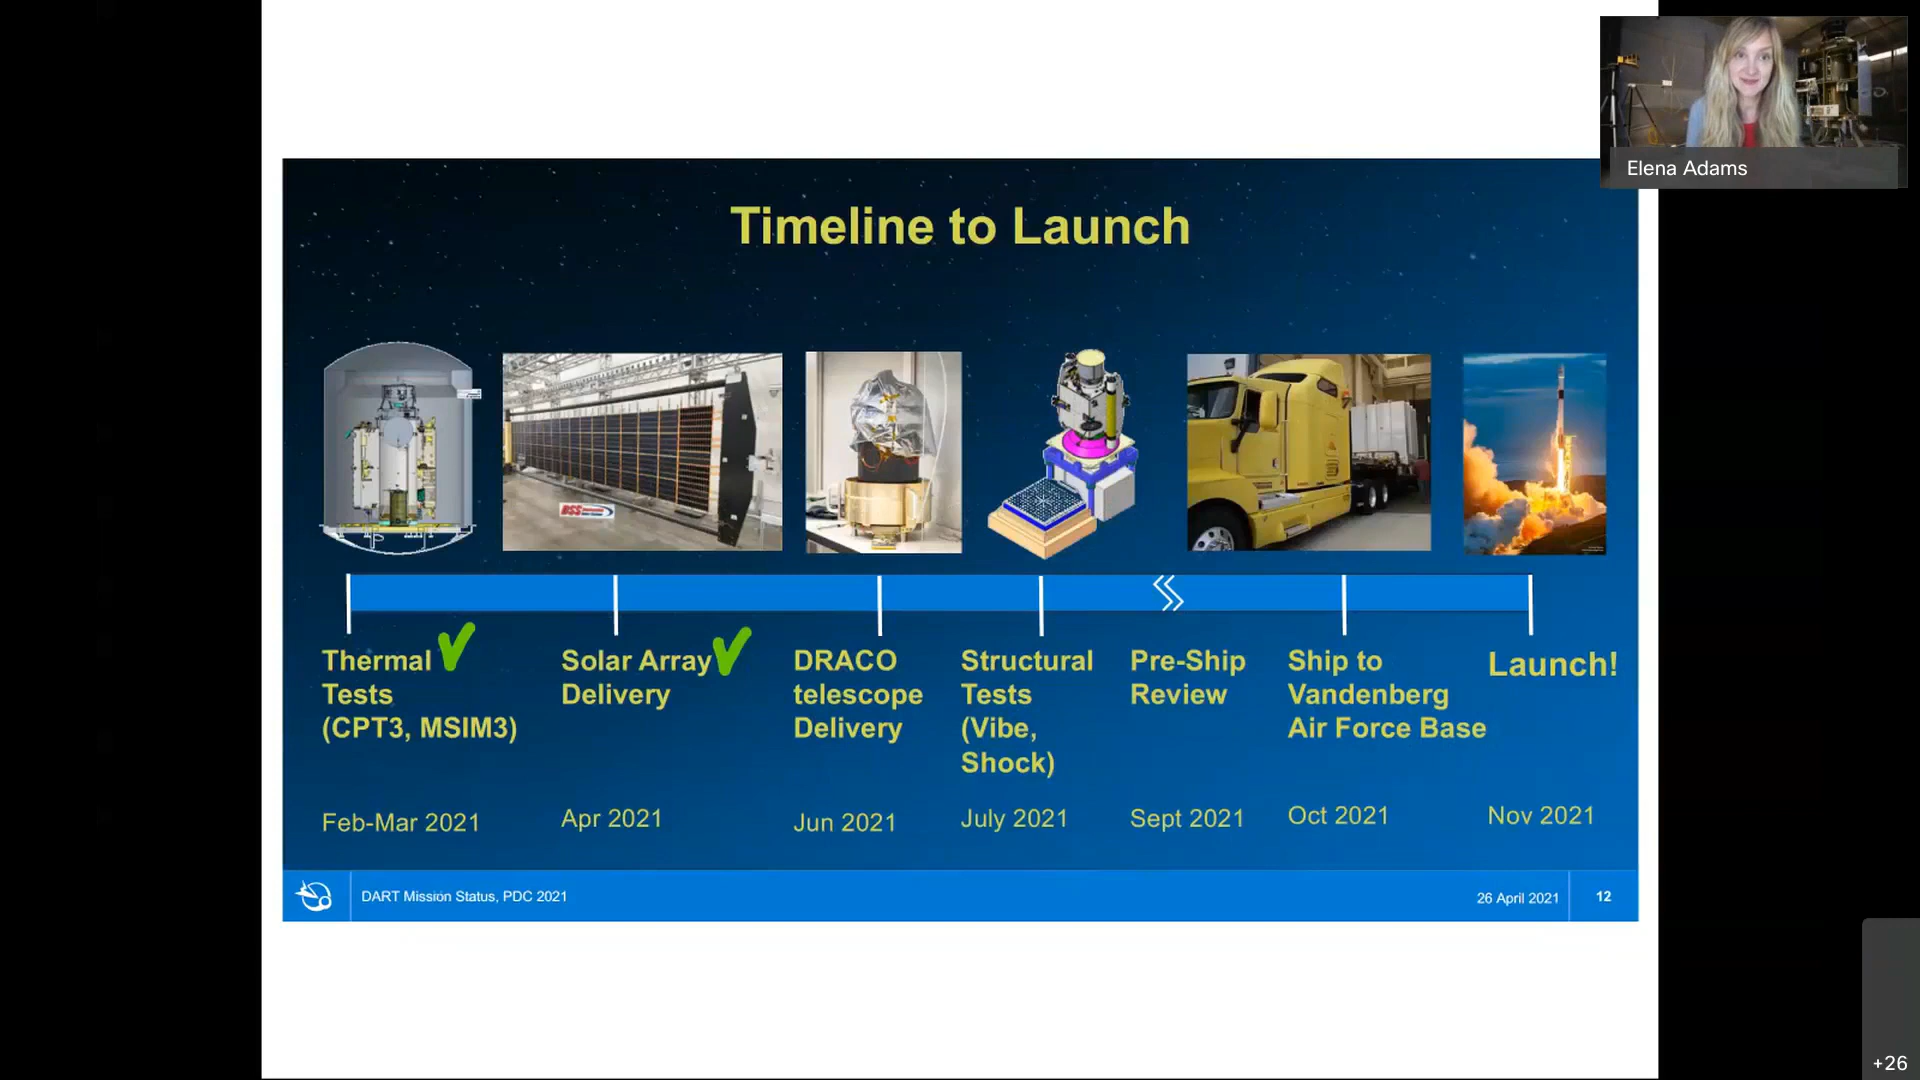 Elena Adams
Timeline to Launch
DSS
Thermal
Tests
(CPT3, MSIM3)
Feb-Mar 2021
Solar Array
Delivery
Apr 2021
DRACO
telescope
Delivery
Jun 2021
Structural
Tests
(Vibe,
Shock)
July 2021
Pre-Ship
Review
Sept 2021
Ship to
Vandenberg
Air Force Base
Oct 2021
Launch!
Nov 2021
DART Mission Status, PDC 2021
26 April 2021
12
+26